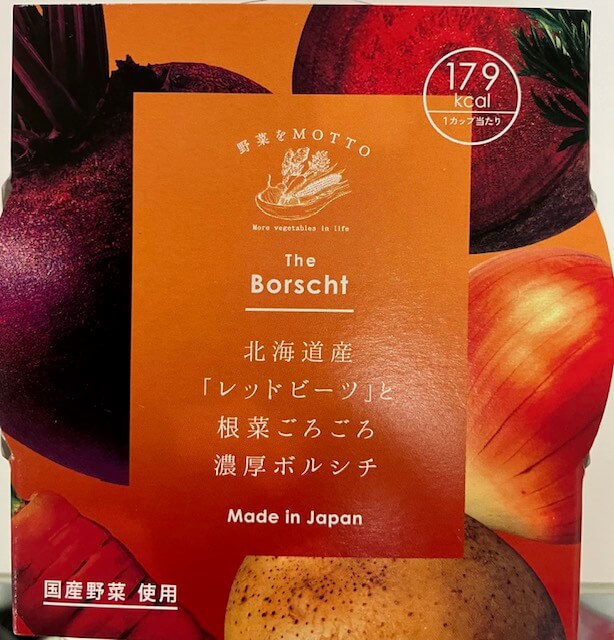 179
kcal
1カップ当たり
野菜をMOTTO
More vegetables in life
The
Borscht
北海道産
「レッドビーツ」と
根菜ごろごろ
濃厚ボルシチ
Made in Japan
国産野菜 使用